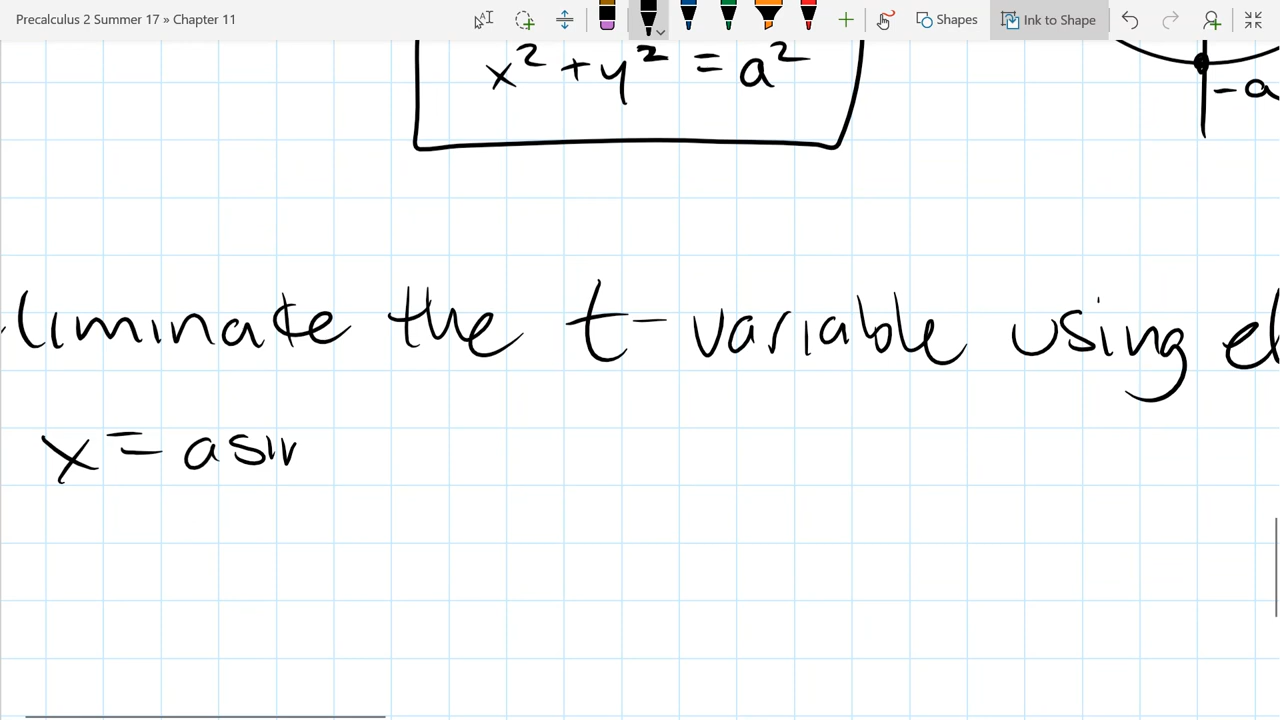 Precalculus 2 Summer 17 » Chapter 11
Shapes
Ink to Shape
x² + y² = a²
-a
liminate the t-variable using el
x = a sin